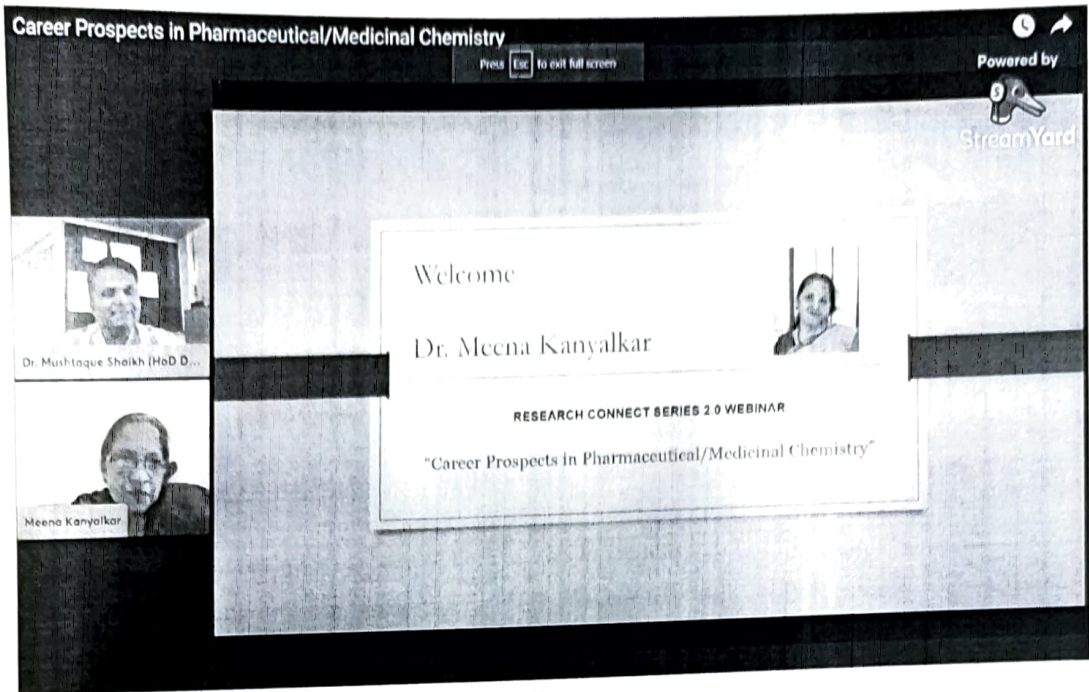 Career Prospects in Pharmaceutical/Medicinal Chemistry
Press Esc to exit full screen
Powered by
StreamYard
Welcome
Dr. Meena Kanyalkar
RESEARCH CONNECT SERIES 2.0 WEBINAR
"Career Prospects in Pharmaceutical/Medicinal Chemistry"
Dr. Mushtaque Shaikh (HoD D...
Meena Kanyalkar